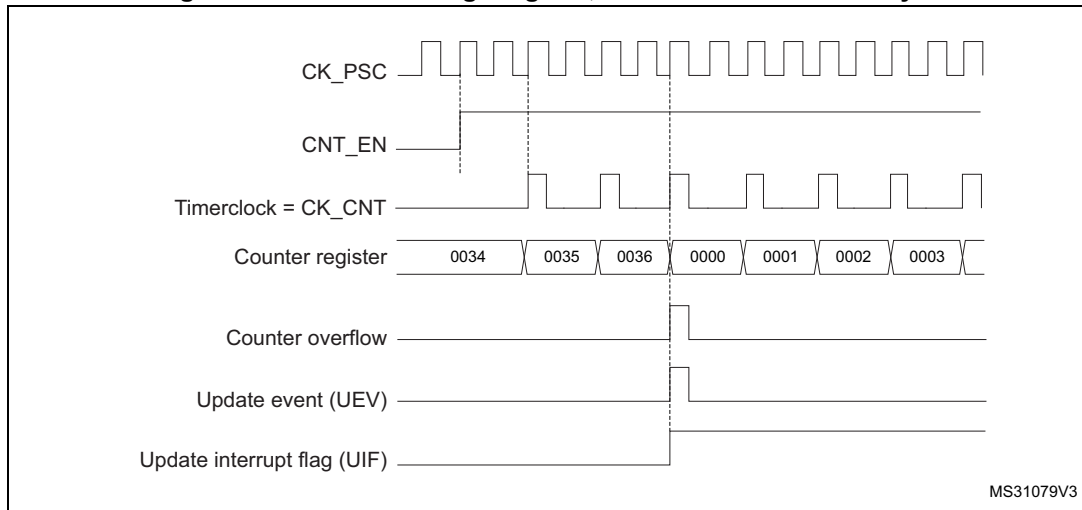 CK_PSC
CNT_EN
Timerclock = CK_CNT
Counter register
0034 0035 0036 0000 0001 0002 0003
Counter overflow
Update event (UEV)
Update interrupt flag (UIF)
MS31079V3